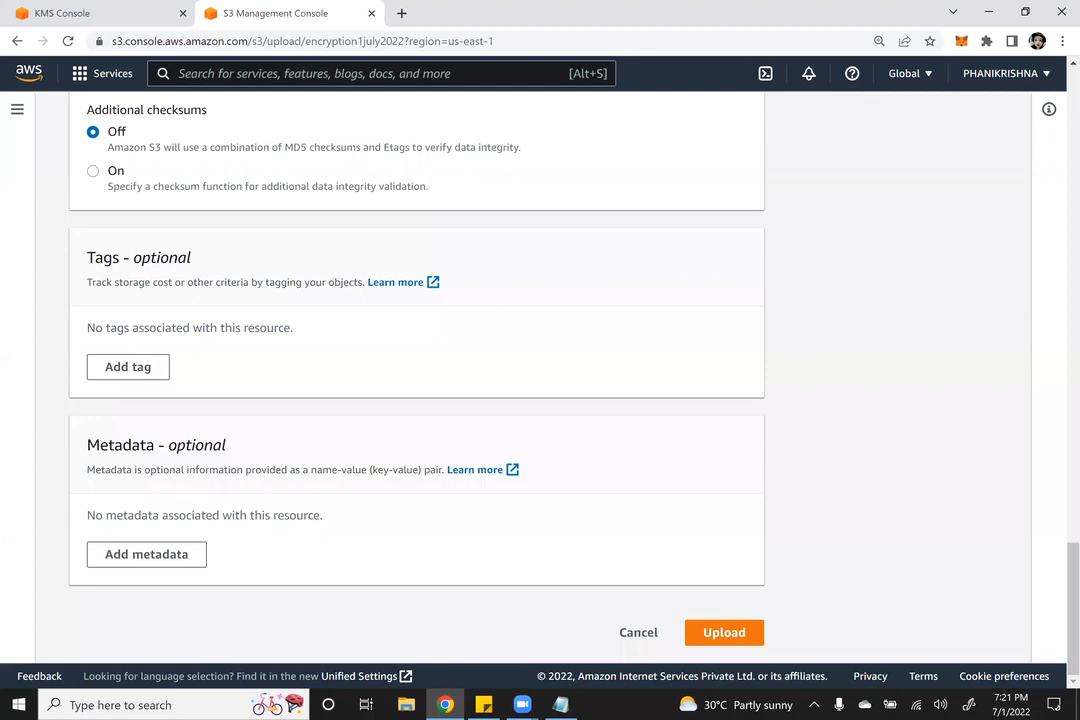 KMS Console
S3 Management Console
s3.console.aws.amazon.com/s3/upload/encryption1july2022?region=us-east-1
aws
Services
Search for services, features, blogs, docs, and more
[Alt+S]
Global
PHANIKRISHNA
Additional checksums
Off
Amazon S3 will use a combination of MD5 checksums and Etags to verify data integrity.
On
Specify a checksum function for additional data integrity validation.
Tags - optional
Track storage cost or other criteria by tagging your objects. Learn more
No tags associated with this resource.
Add tag
Metadata - optional
Metadata is optional information provided as a name-value (key-value) pair. Learn more
No metadata associated with this resource.
Add metadata
Cancel
Upload
Feedback
Looking for language selection? Find it in the new Unified Settings
© 2022, Amazon Internet Services Private Ltd. or its affiliates.
Privacy
Terms
Cookie preferences
Type here to search
30°C Partly sunny
7:21 PM
7/1/2022